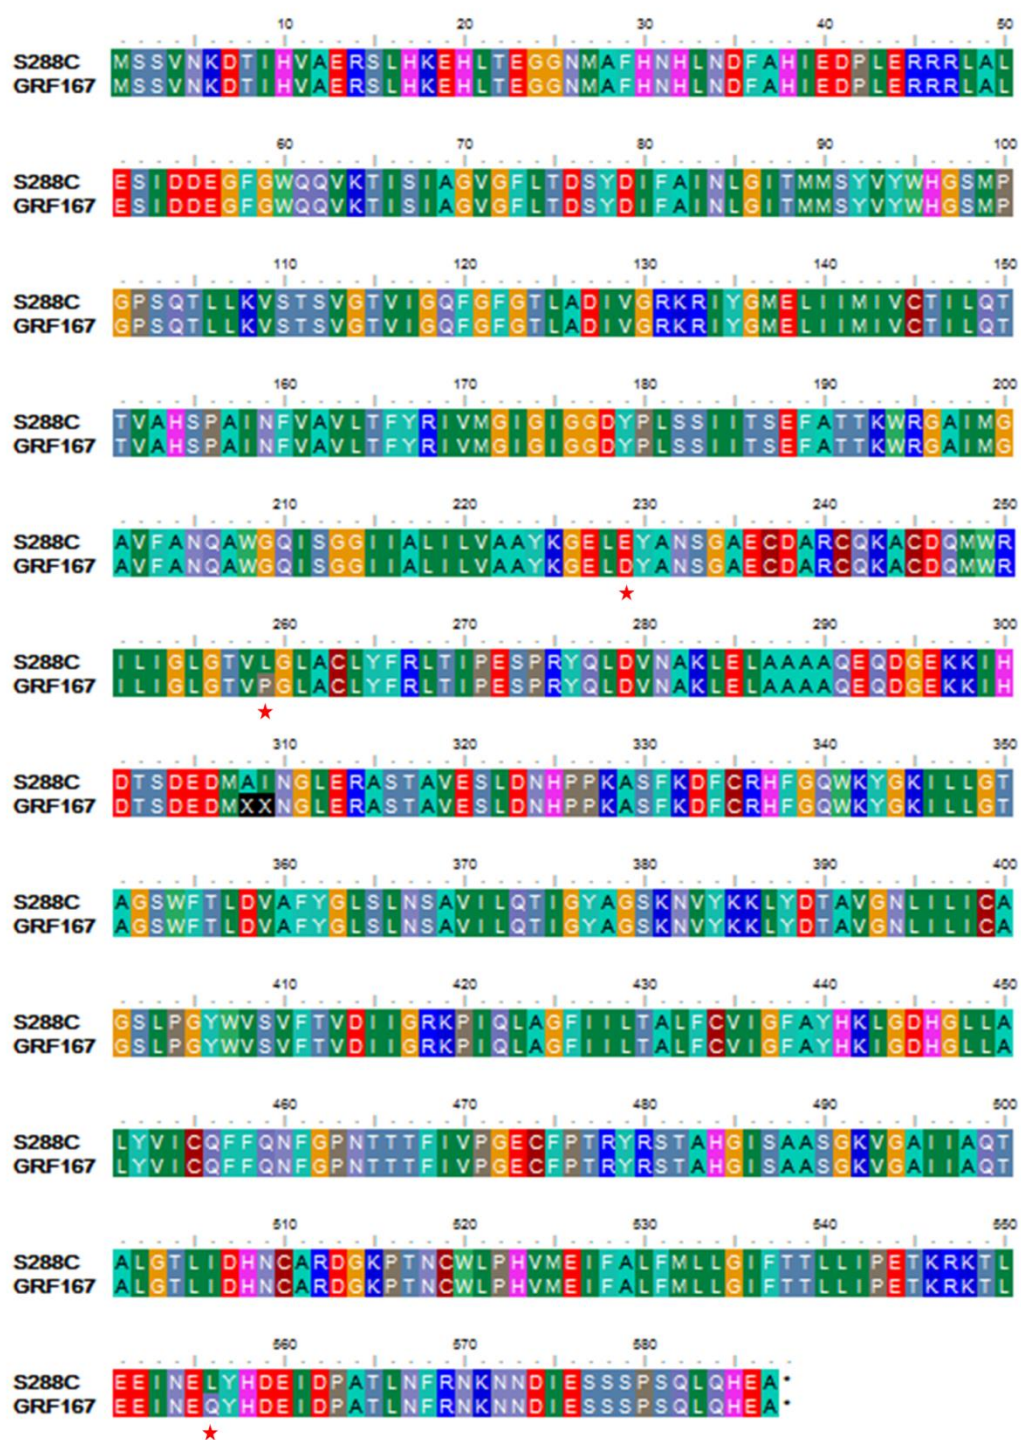 10 20 30 40 50
S288C MSSVNKDTIHVAERSLHKEHLTEGGNMAFHNHLNDFAHIEDPLERRRLAL
GRF167 MSSVNKDTIHVAERSLHKEHLTEGGNMAFHNHLNDFAHIEDPLERRRLAL
60 70 80 90 100
S288C ESIDDEGFGWQQVKTISIAGVGFLTDSYDIFAINLGITMMSYVYWHGSMP
GRF167 ESIDDEGFGWQQVKTISIAGVGFLTDSYDIFAINLGITMMSYVYWHGSMP
110 120 130 140 150
S288C GPSQTLLKVSTSVGTVIGQFGFGTLADIVGRKRIYGMELIIMIVCTILQT
GRF167 GPSQTLLKVSTSVGTVIGQFGFGTLADIVGRKRIYGMELIIMIVCTILQT
160 170 180 190 200
S288C TVAHSPAINFVAVLTFYRIVMGIGIGGDYPLSSIITSEFATTKWRGAIMG
GRF167 TVAHSPAINFVAVLTFYRIVMGIGIGGDYPLSSIITSEFATTKWRGAIMG
210 220 230 240 250
S288C AVFANQAWGQISGGIIALILVAAYKGELEYANSGAECDARCQKACDQMWR
GRF167 AVFANQAWGQISGGIIALILVAAYKGELDYANSGAECDARCQKACDQMWR
260 270 280 290 300
S288C ILIGLGTVLGLACLYFRLTIPESPRYQLDVNAKLELAAAAQEQDGEKKIH
GRF167 ILIGLGTVPGLACLYFRLTIPESPRYQLDVNAKLELAAAAQEQDGEKKIH
310 320 330 340 350
S288C DTSDEDMAINGLERASTAVESLDNHPPKASFKDFCRHFGQWKYGKILLGT
GRF167 DTSDEDMXXNGLERASTAVESLDNHPPKASFKDFCRHFGQWKYGKILLGT
360 370 380 390 400
S288C AGSWFTLDVAFYGLSLNSAVILQTIGYAGSKNVYKKLYDTAVGNLILICA
GRF167 AGSWFTLDVAFYGLSLNSAVILQTIGYAGSKNVYKKLYDTAVGNLILICA
410 420 430 440 450
S288C GSLPGYWVSVFTVDIIGRKPIQLAGFIILTALFCVIGFAYHKLGDHGLLA
GRF167 GSLPGYWVSVFTVDIIGRKPIQLAGFIILTALFCVIGFAYHKIGDHGLLA
460 470 480 490 500
S288C LYVICQFFQNFGPNTTTFIVPGECFPTRYRSTAHGISAASGKVGAIIAQT
GRF167 LYVICQFFQNFGPNTTTFIVPGECFPTRYRSTAHGISAASGKVGAIIAQT
510 520 530 540 550
S288C ALGTLIDHNCARDGKPTNCWLPHVMEIFALFMLLGIFTTLLIPETKRKTL
GRF167 ALGTLIDHNCARDGKPTNCWLPHVMEIFALFMLLGIFTTLLIPETKRKTL
560 570 580
S288C EEINELYHDEIDPATLNFRNKNNDIESSSPSQLQHEA*
GRF167 EEINEQYHDEIDPATLNFRNKNNDIESSSPSQLQHEA*